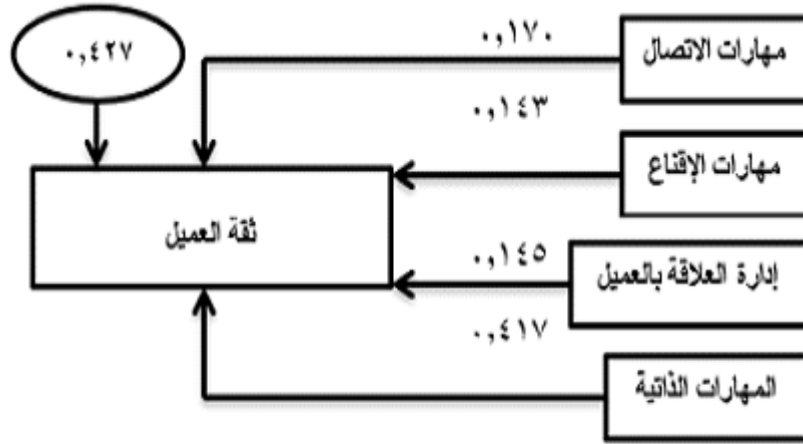 ٠,٤٢٧
٠,١٧٠
مهارات الاتصال
٠,١٤٣
مهارات الإقناع
ثقة العميل
٠,١٤٥
إدارة العلاقة بالعميل
٠,٤١٧
المهارات الذاتية